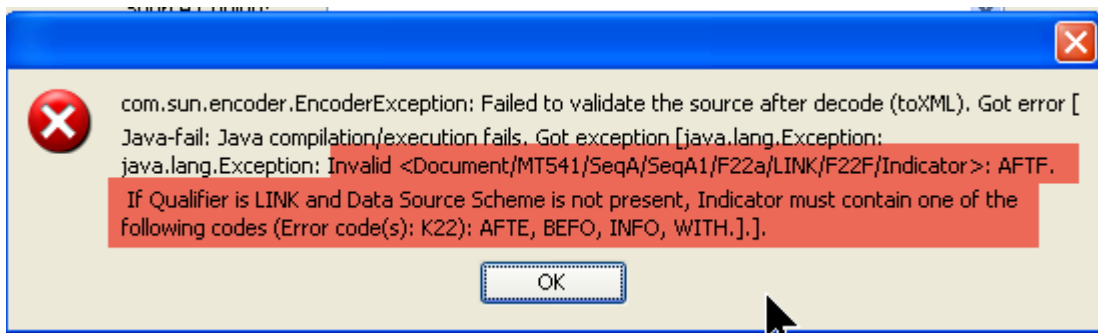 com.sun.encoder.EncoderException: Failed to validate the source after decode (toXML). Got error [
Java-fail: Java compilation/execution fails. Got exception [java.lang.Exception:
java.lang.Exception: Invalid <Document/MT541/SeqA/SeqA1/F22a/LINK/F22F/Indicator>: AFTF.
If Qualifier is LINK and Data Source Scheme is not present, Indicator must contain one of the
following codes (Error code(s): K22): AFTE, BEFO, INFO, WITH.].].
OK